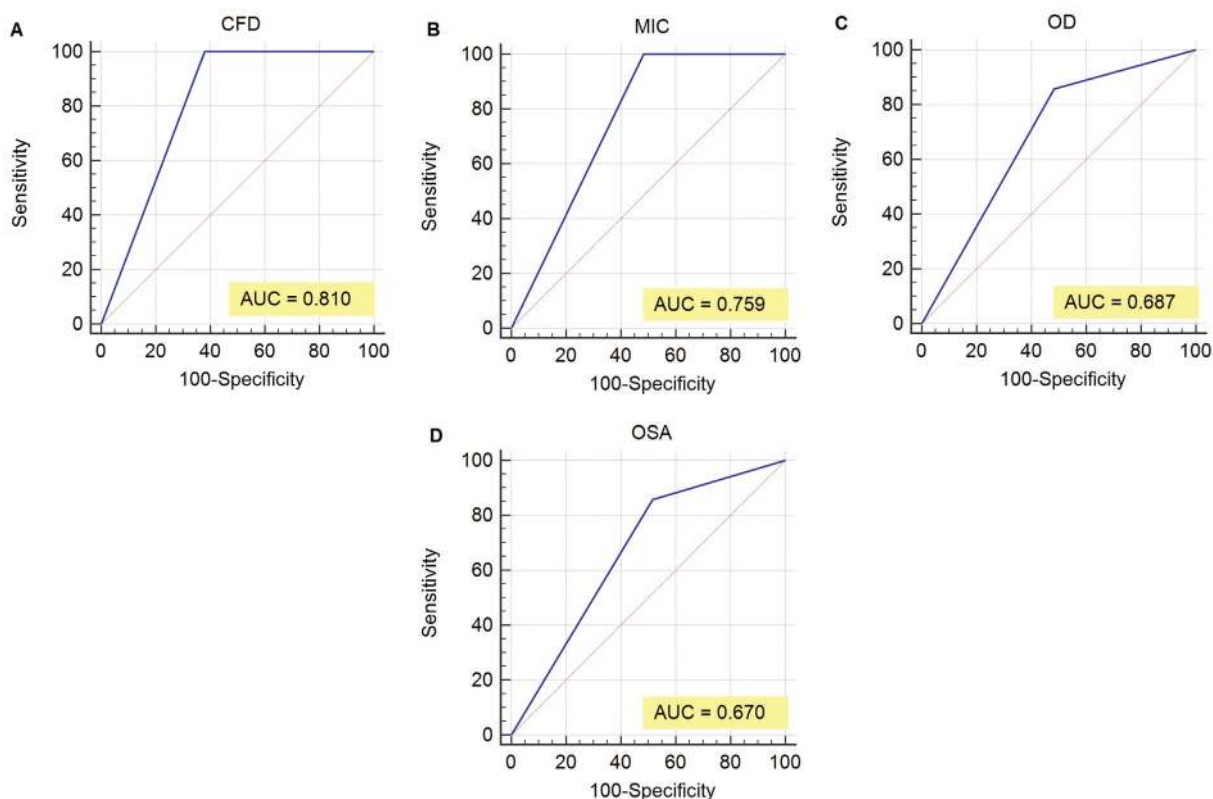 A
CFD
Sensitivity
100
80
60
40
20
0
0 20 40 60 80 100
100-Specificity
AUC = 0.810
B
MIC
Sensitivity
100
80
60
40
20
0
0 20 40 60 80 100
100-Specificity
AUC = 0.759
C
OD
Sensitivity
100
80
60
40
20
0
0 20 40 60 80 100
100-Specificity
AUC = 0.687
D
OSA
Sensitivity
100
80
60
40
20
0
0 20 40 60 80 100
100-Specificity
AUC = 0.670